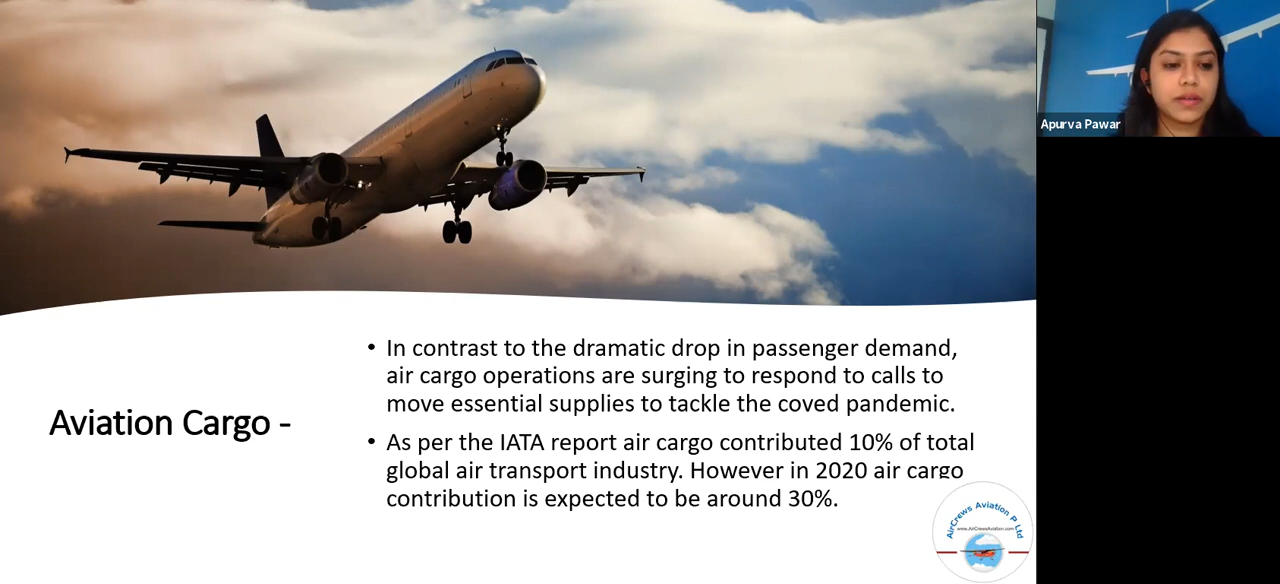 Apurva Pawar
Aviation Cargo -
• In contrast to the dramatic drop in passenger demand,
air cargo operations are surging to respond to calls to
move essential supplies to tackle the coved pandemic.
• As per the IATA report air cargo contributed 10% of total
global air transport industry. However in 2020 air cargo
contribution is expected to be around 30%.
AirCrews Aviation P Ltd
www.AirCrewsAviation.com